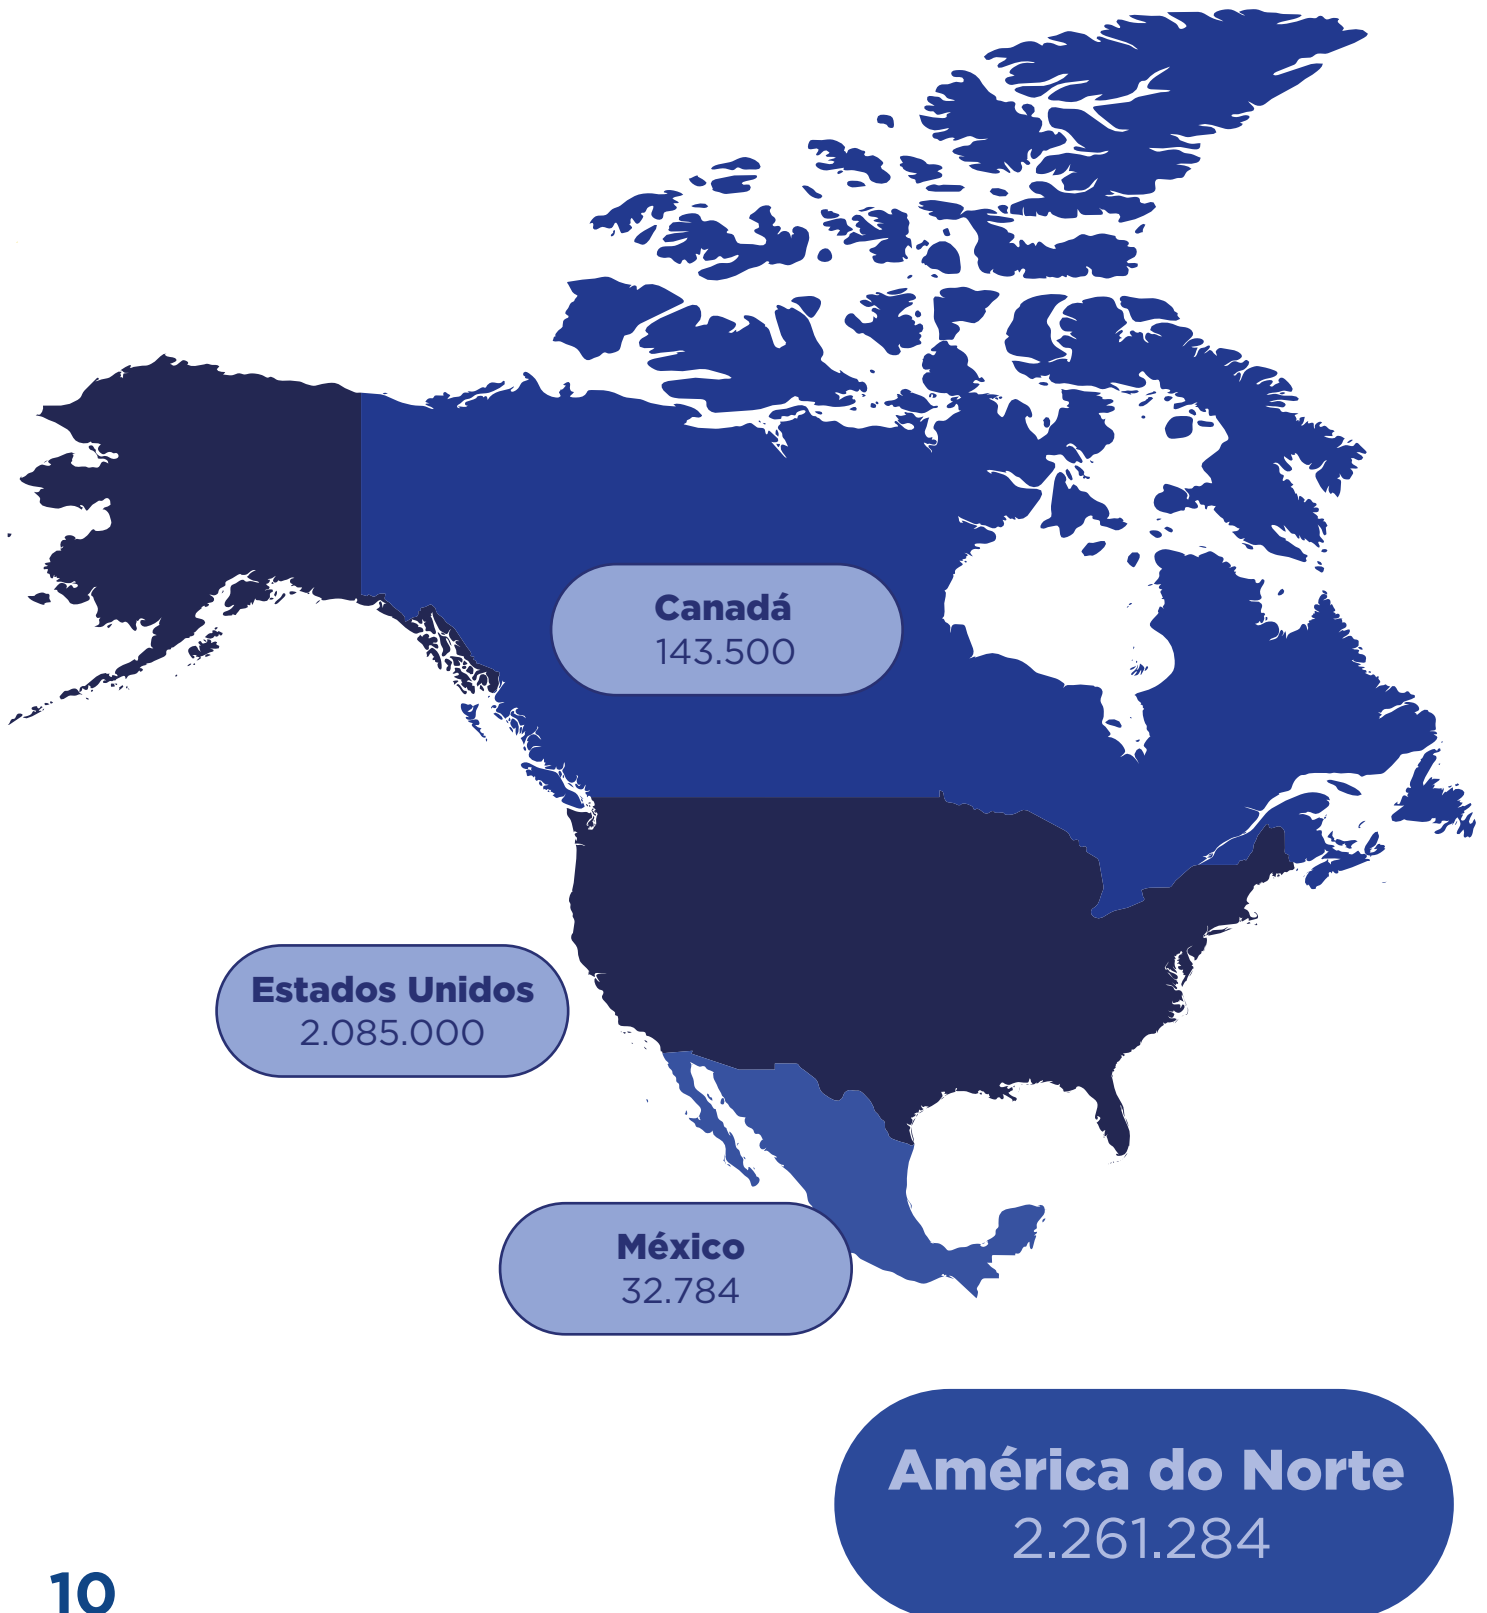 Canadá
143.500
Estados Unidos
2.085.000
México
32.784
América do Norte
2.261.284
10